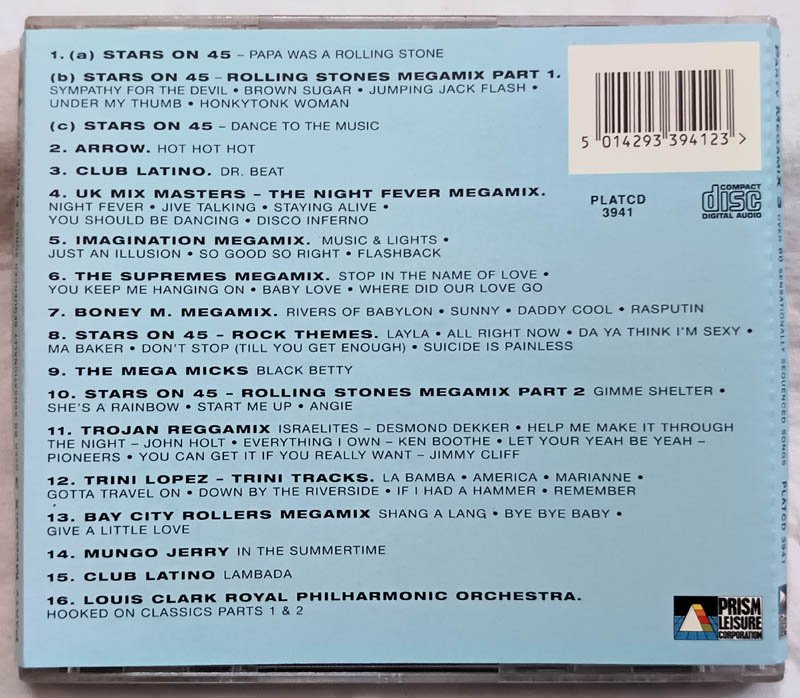 1. (a) STARS ON 45 – PAPA WAS A ROLLING STONE
(b) STARS ON 45 – ROLLING STONES MEGAMIX PART 1.
SYMPATHY FOR THE DEVIL • BROWN SUGAR • JUMPING JACK FLASH •
UNDER MY THUMB • HONKYTONK WOMAN
(c) STARS ON 45 – DANCE TO THE MUSIC
2. ARROW. HOT HOT HOT
3. CLUB LATINO. DR. BEAT
4. UK MIX MASTERS – THE NIGHT FEVER MEGAMIX.
NIGHT FEVER • JIVE TALKING • STAYING ALIVE •
YOU SHOULD BE DANCING • DISCO INFERNO
5. IMAGINATION MEGAMIX. MUSIC & LIGHTS •
JUST AN ILLUSION • SO GOOD SO RIGHT • FLASHBACK
6. THE SUPREMES MEGAMIX. STOP IN THE NAME OF LOVE •
YOU KEEP ME HANGING ON • BABY LOVE • WHERE DID OUR LOVE GO
7. BONEY M. MEGAMIX. RIVERS OF BABYLON • SUNNY • DADDY COOL • RASPUTIN
8. STARS ON 45 – ROCK THEMES. LAYLA • ALL RIGHT NOW • DA YA THINK I'M SEXY •
MA BAKER • DON'T STOP (TILL YOU GET ENOUGH) • SUICIDE IS PAINLESS
9. THE MEGA MICKS BLACK BETTY
10. STARS ON 45 – ROLLING STONES MEGAMIX PART 2 GIMME SHELTER •
SHE'S A RAINBOW • START ME UP • ANGIE
11. TROJAN REGGAMIX ISRAELITES – DESMOND DEKKER • HELP ME MAKE IT THROUGH
THE NIGHT – JOHN HOLT • EVERYTHING I OWN – KEN BOOTHE • LET YOUR YEAH BE YEAH –
PIONEERS • YOU CAN GET IT IF YOU REALLY WANT – JIMMY CLIFF
12. TRINI LOPEZ – TRINI TRACKS. LA BAMBA • AMERICA • MARIANNE •
GOTTA TRAVEL ON • DOWN BY THE RIVERSIDE • IF I HAD A HAMMER • REMEMBER
13. BAY CITY ROLLERS MEGAMIX SHANG A LANG • BYE BYE BABY •
GIVE A LITTLE LOVE
14. MUNGO JERRY IN THE SUMMERTIME
15. CLUB LATINO LAMBADA
16. LOUIS CLARK ROYAL PHILHARMONIC ORCHESTRA.
HOOKED ON CLASSICS PARTS 1 & 2
5 014293 394123 >
PLATCD
3941
COMPACT
disc
DIGITAL AUDIO
PRISM
LEISURE
CORPORATION
PARTY MEGAMIX 3 OVER 80 SENSATIONALLY SEQUENCED SONGS PLATCD 3941